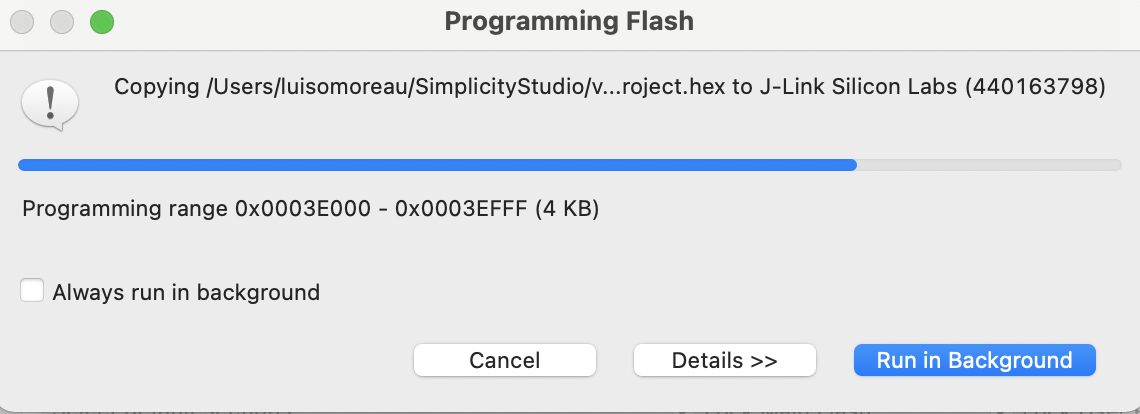 Programming Flash
Copying /Users/luisomoreau/SimplicityStudio/v...roject.hex to J-Link Silicon Labs (440163798)
Programming range 0x0003E000 - 0x0003EFFF (4 KB)
Always run in background
Cancel
Details >>
Run in Background